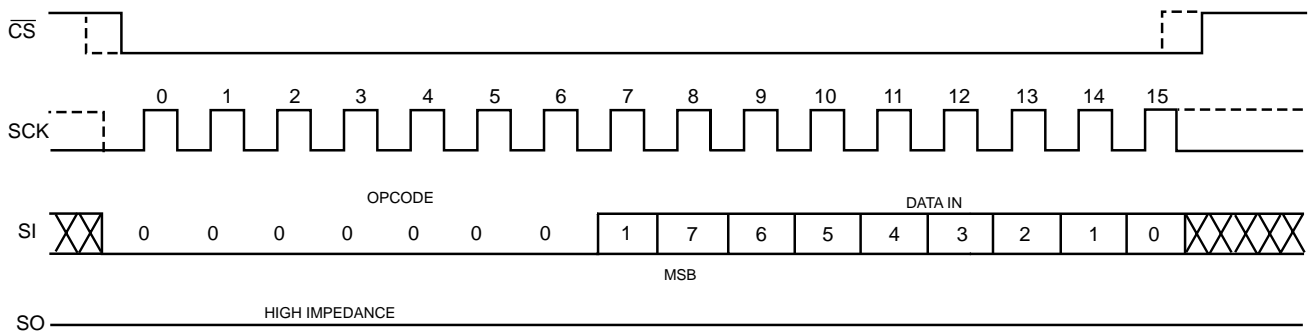 CS
0 1 2 3 4 5 6 7 8 9 10 11 12 13 14 15
SCK
OPCODE
DATA IN
SI
0 0 0 0 0 0 0 1 7 6 5 4 3 2 1 0
MSB
HIGH IMPEDANCE
SO